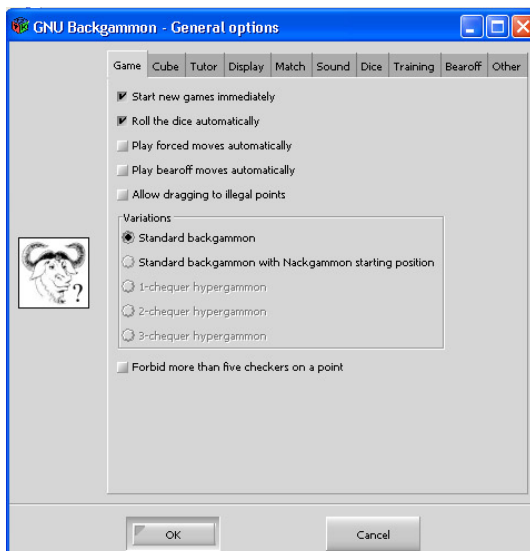 GNU Backgammon - General options
Game Cube Tutor Display Match Sound Dice Training Bearoff Other
Start new games immediately
Roll the dice automatically
Play forced moves automatically
Play bearoff moves automatically
Allow dragging to illegal points
Variations
Standard backgammon
Standard backgammon with Nackgammon starting position
1-chequer hypergammon
2-chequer hypergammon
3-chequer hypergammon
?
Forbid more than five checkers on a point
OK Cancel